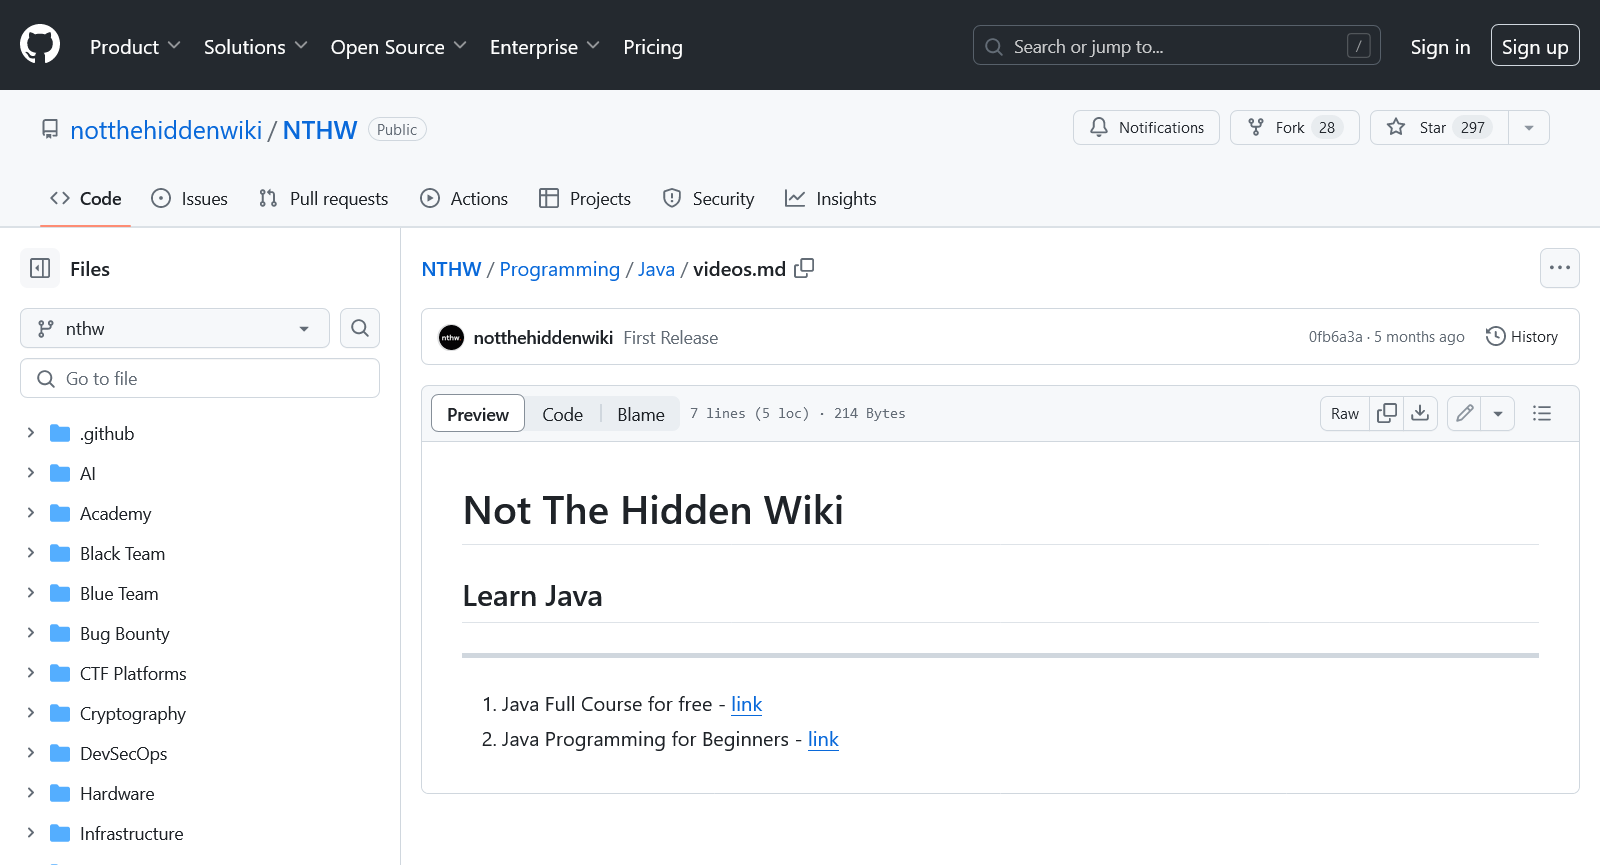 Product Solutions Open Source Enterprise Pricing Search or jump to... / Sign in Sign up
notthehiddenwiki / NTHW Public Notifications Fork 28 Star 297
Code Issues Pull requests Actions Projects Security Insights
Files
nthw
Go to file
.github
AI
Academy
Black Team
Blue Team
Bug Bounty
CTF Platforms
Cryptography
DevSecOps
Hardware
Infrastructure
NTHW / Programming / Java / videos.md
nthw notthehiddenwiki First Release 0fb6a3a · 5 months ago History
Preview Code Blame 7 lines (5 loc) · 214 Bytes Raw
Not The Hidden Wiki
Learn Java
1. Java Full Course for free - link
2. Java Programming for Beginners - link